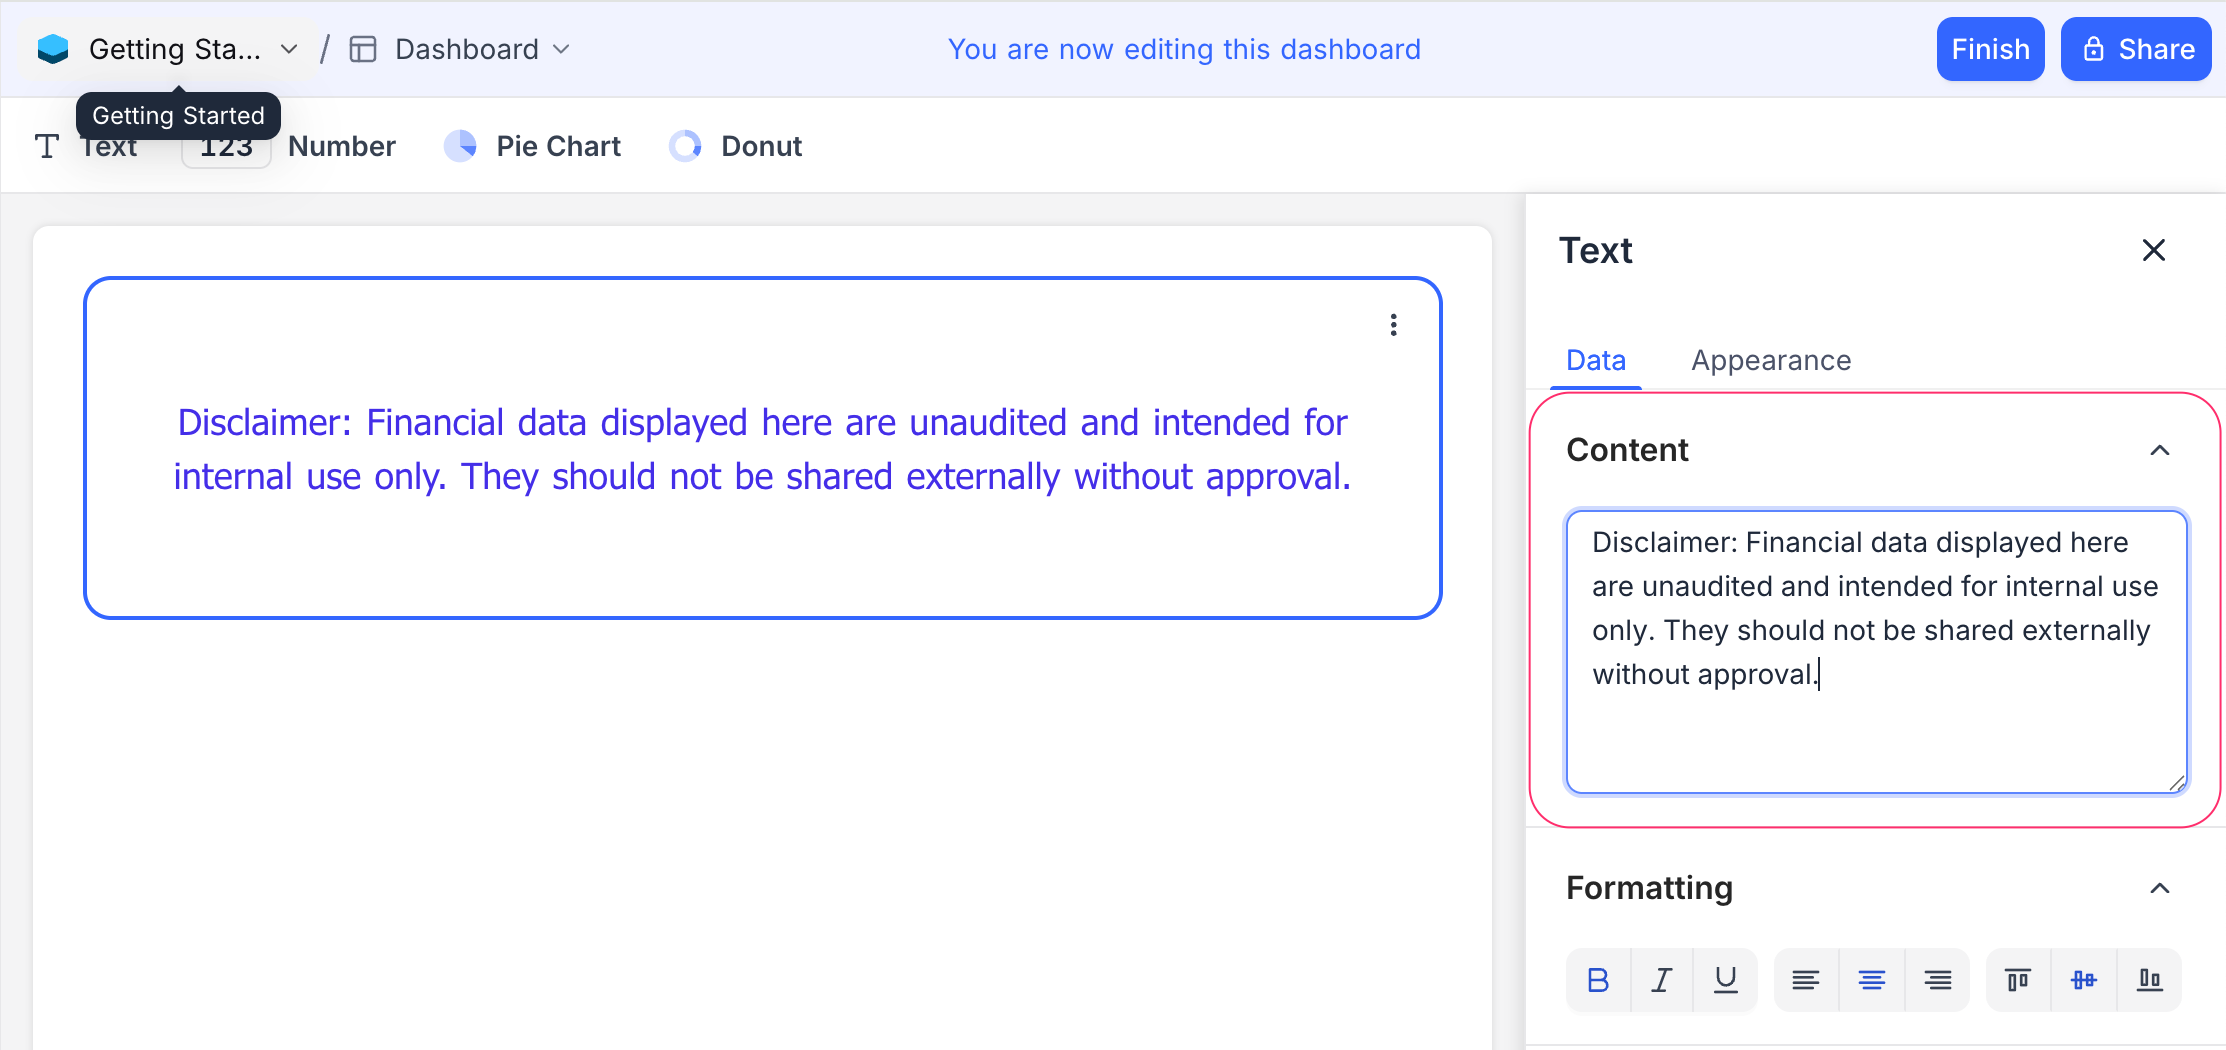 Getting Sta... / Dashboard
You are now editing this dashboard
Finish
Share
Getting Started
Text
123 Number
Pie Chart
Donut
Disclaimer: Financial data displayed here are unaudited and intended for
internal use only. They should not be shared externally without approval.
Text
Data
Appearance
Content
Disclaimer: Financial data displayed here
are unaudited and intended for internal use
only. They should not be shared externally
without approval.
Formatting
B I U